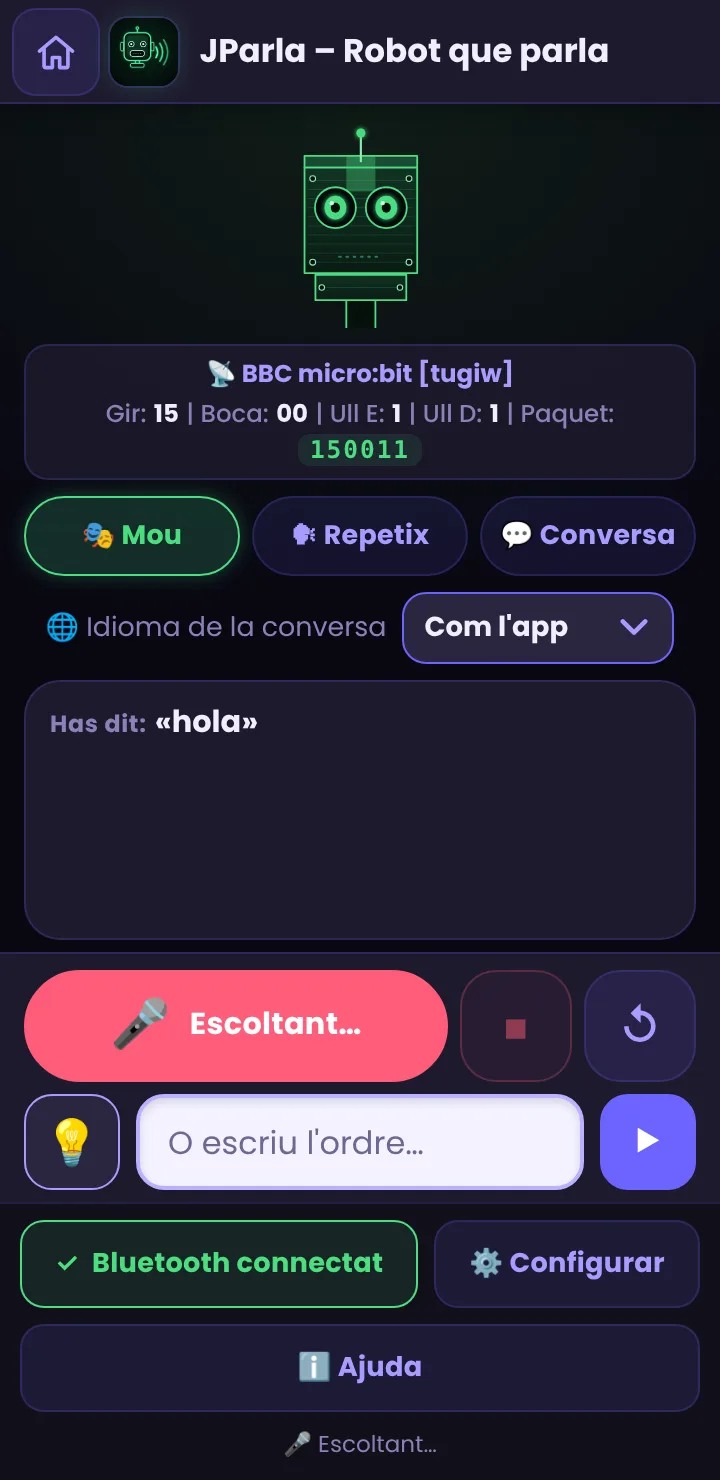 JParla – Robot que parla
📡 BBC micro:bit [tugiw]
Gir: 15 | Boca: 00 | Ull E: 1 | Ull D: 1 | Paquet:
150011
🎭 Mou
🗣 Repetix
💬 Conversa
🌐 Idioma de la conversa
Com l'app
Has dit: «hola»
🎤 Escoltant…
O escriu l'ordre…
✓ Bluetooth connectat
⚙️ Configurar
ℹ️ Ajuda
🎤 Escoltant…